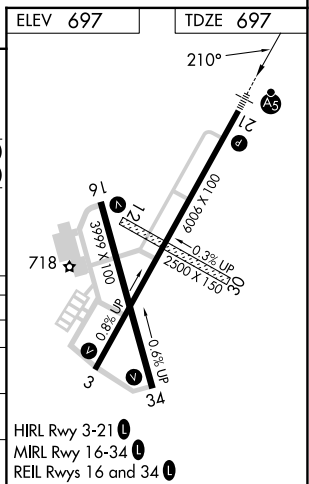 ELEV 697
TDZE 697
210°
A5
21
P
16
V
12
6006 X 100
3999 X 100
0.3% UP
2500 X 150
30
718
0.8% UP
0.6% UP
V
3
V
34
HIRL Rwy 3-21 L
MIRL Rwy 16-34 L
REIL Rwys 16 and 34 L